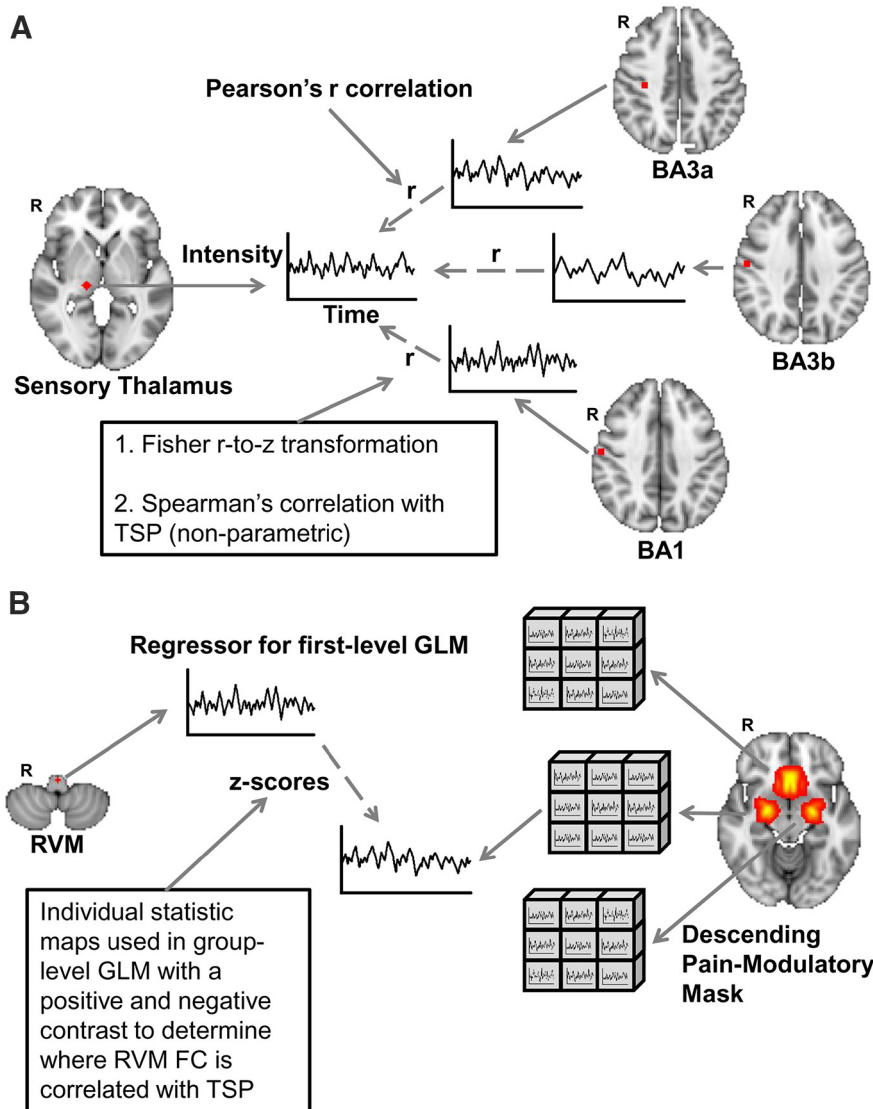 A
R
Pearson's r correlation
BA3a
r
R
R
Intensity
r
Time
BA3b
Sensory Thalamus
r
R
1. Fisher r-to-z transformation
2. Spearman's correlation with
TSP (non-parametric)
BA1
B
Regressor for first-level GLM
R
R
z-scores
RVM
Individual statistic
maps used in group-
level GLM with a
positive and negative
contrast to determine
where RVM FC is
correlated with TSP
Descending
Pain-Modulatory
Mask